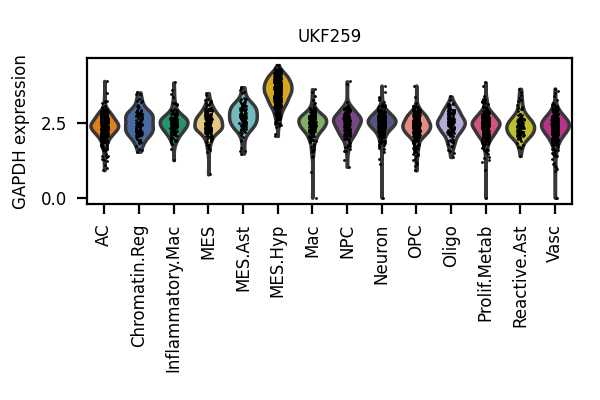 UKF259
GAPDH expression
2.5
0.0
AC
Chromatin.Reg
Inflammatory.Mac
MES
MES.Ast
MES.Hyp
Mac
NPC
Neuron
OPC
Oligo
Prolif.Metab
Reactive.Ast
Vasc